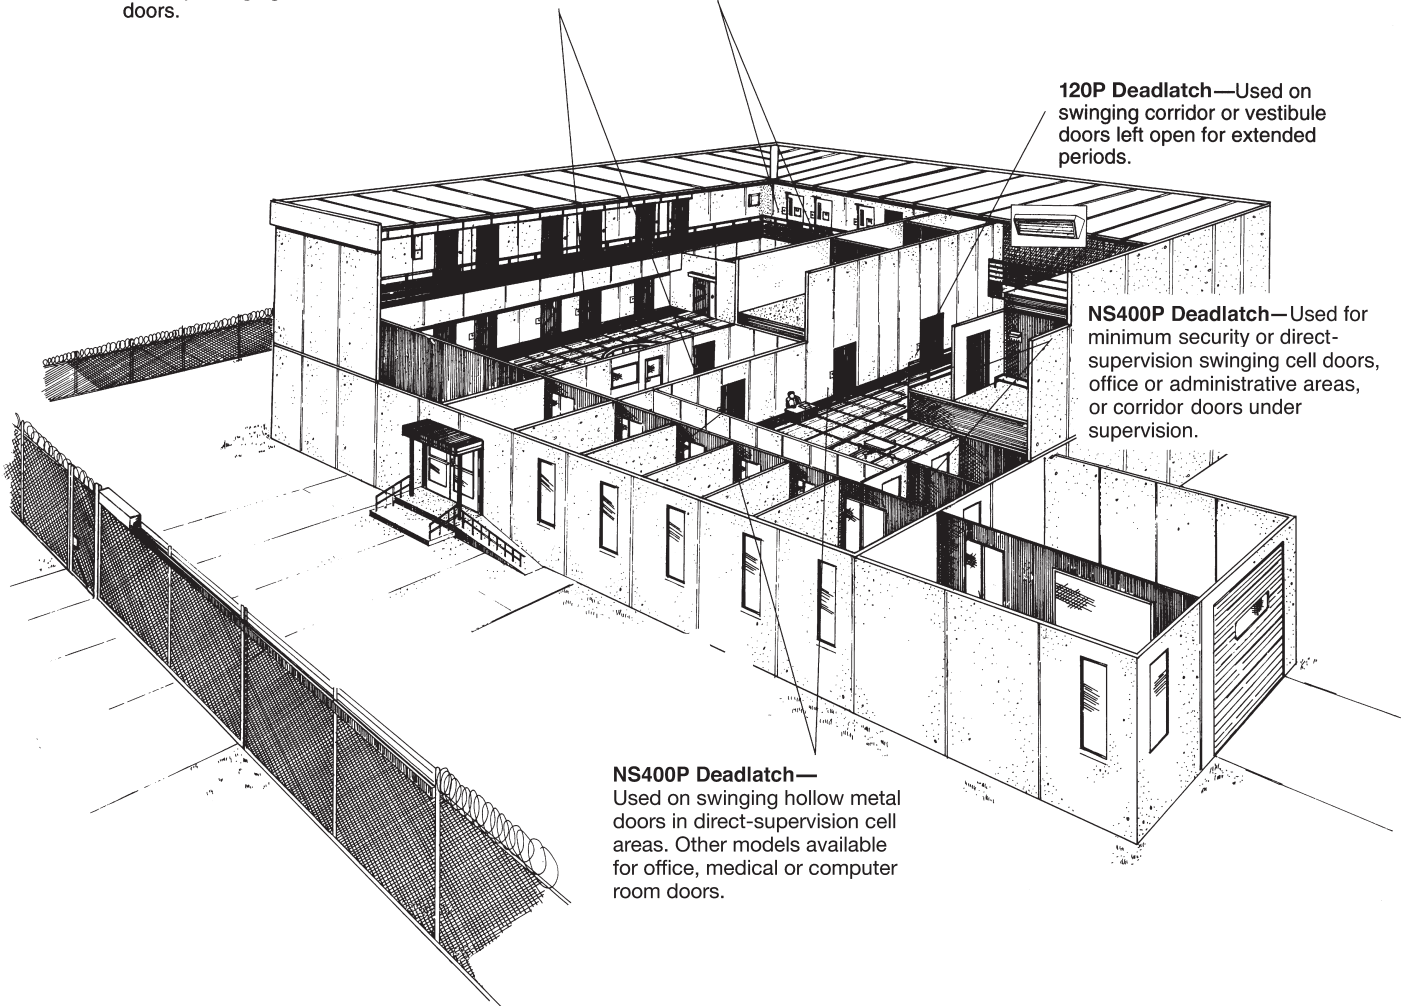 doors.
120P Deadlatch—Used on
swinging corridor or vestibule
doors left open for extended
periods.
NS400P Deadlatch—Used for
minimum security or direct-
supervision swinging cell doors,
office or administrative areas,
or corridor doors under
supervision.
NS400P Deadlatch—
Used on swinging hollow metal
doors in direct-supervision cell
areas. Other models available
for office, medical or computer
room doors.